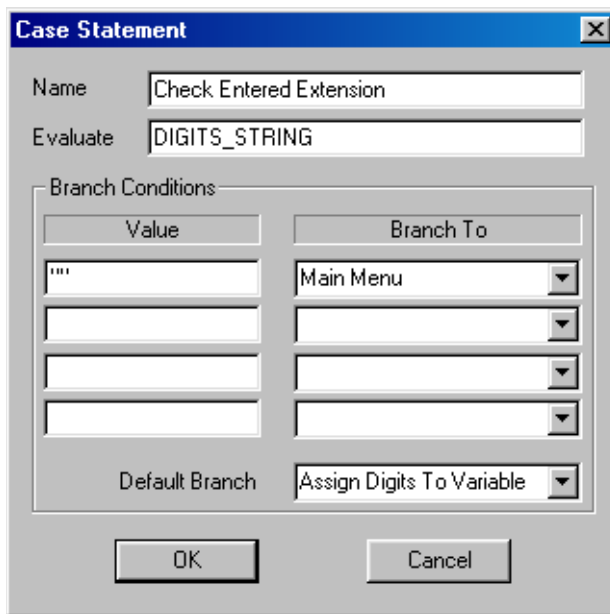 Case Statement
Name Check Entered Extension
Evaluate DIGITS_STRING
Branch Conditions
Value Branch To
"" Main Menu
Default Branch Assign Digits To Variable
OK Cancel